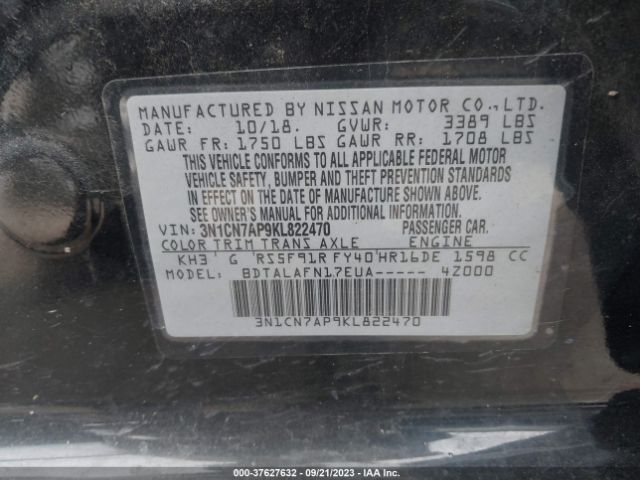 MANUFACTURED BY NISSAN MOTOR CO., LTD.
DATE: 10/18. GVWR: 3389 LBS
GAWR FR: 1750 LBS GAWR RR: 1708 LBS
THIS VEHICLE CONFORMS TO ALL APPLICABLE FEDERAL MOTOR
VEHICLE SAFETY, BUMPER AND THEFT PREVENTION STANDARDS
IN EFFECT ON THE DATE OF MANUFACTURE SHOWN ABOVE.
SEE OWNER'S MANUAL FOR ADDITIONAL INFORMATION.
VIN: 3N1CN7AP9KL822470 PASSENGER CAR.
COLOR TRIM TRANS AXLE ENGINE
KH3 G RS5F91R FY40 HR16DE 1598 CC
MODEL: BDTALAFN17EUA----- 4Z000
3N1CN7AP9KL822470
000-37627632 - 09/21/2023 - IAA Inc.